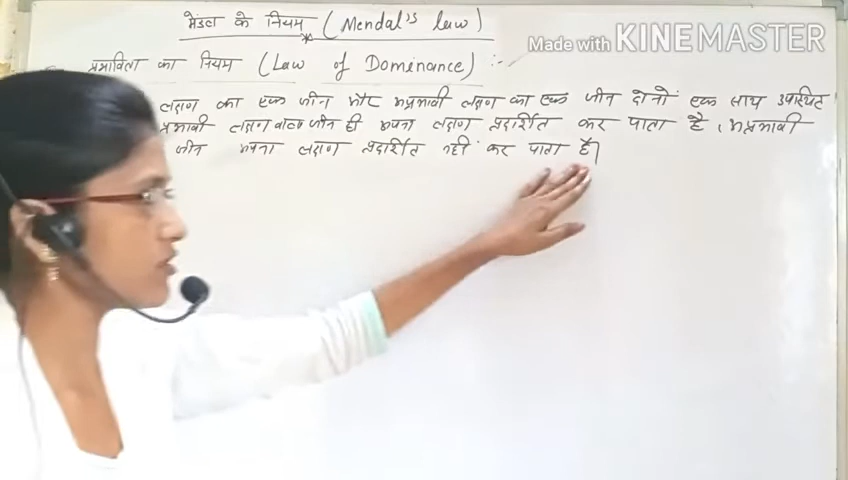 मेंडल के नियम (Mendal's law)
Made with KINEMASTER
प्रभाविता का नियम (Law of Dominance) :-
लक्षण का एक जीन और अप्रभावी लक्षण का एक जीन दोनों एक साथ उपस्थित
प्रभावी लक्षण वाला जीन ही अपना लक्षण प्रदर्शित कर पाता है, अप्रभावी
जीन अपना लक्षण प्रदर्शित नहीं कर पाता है।